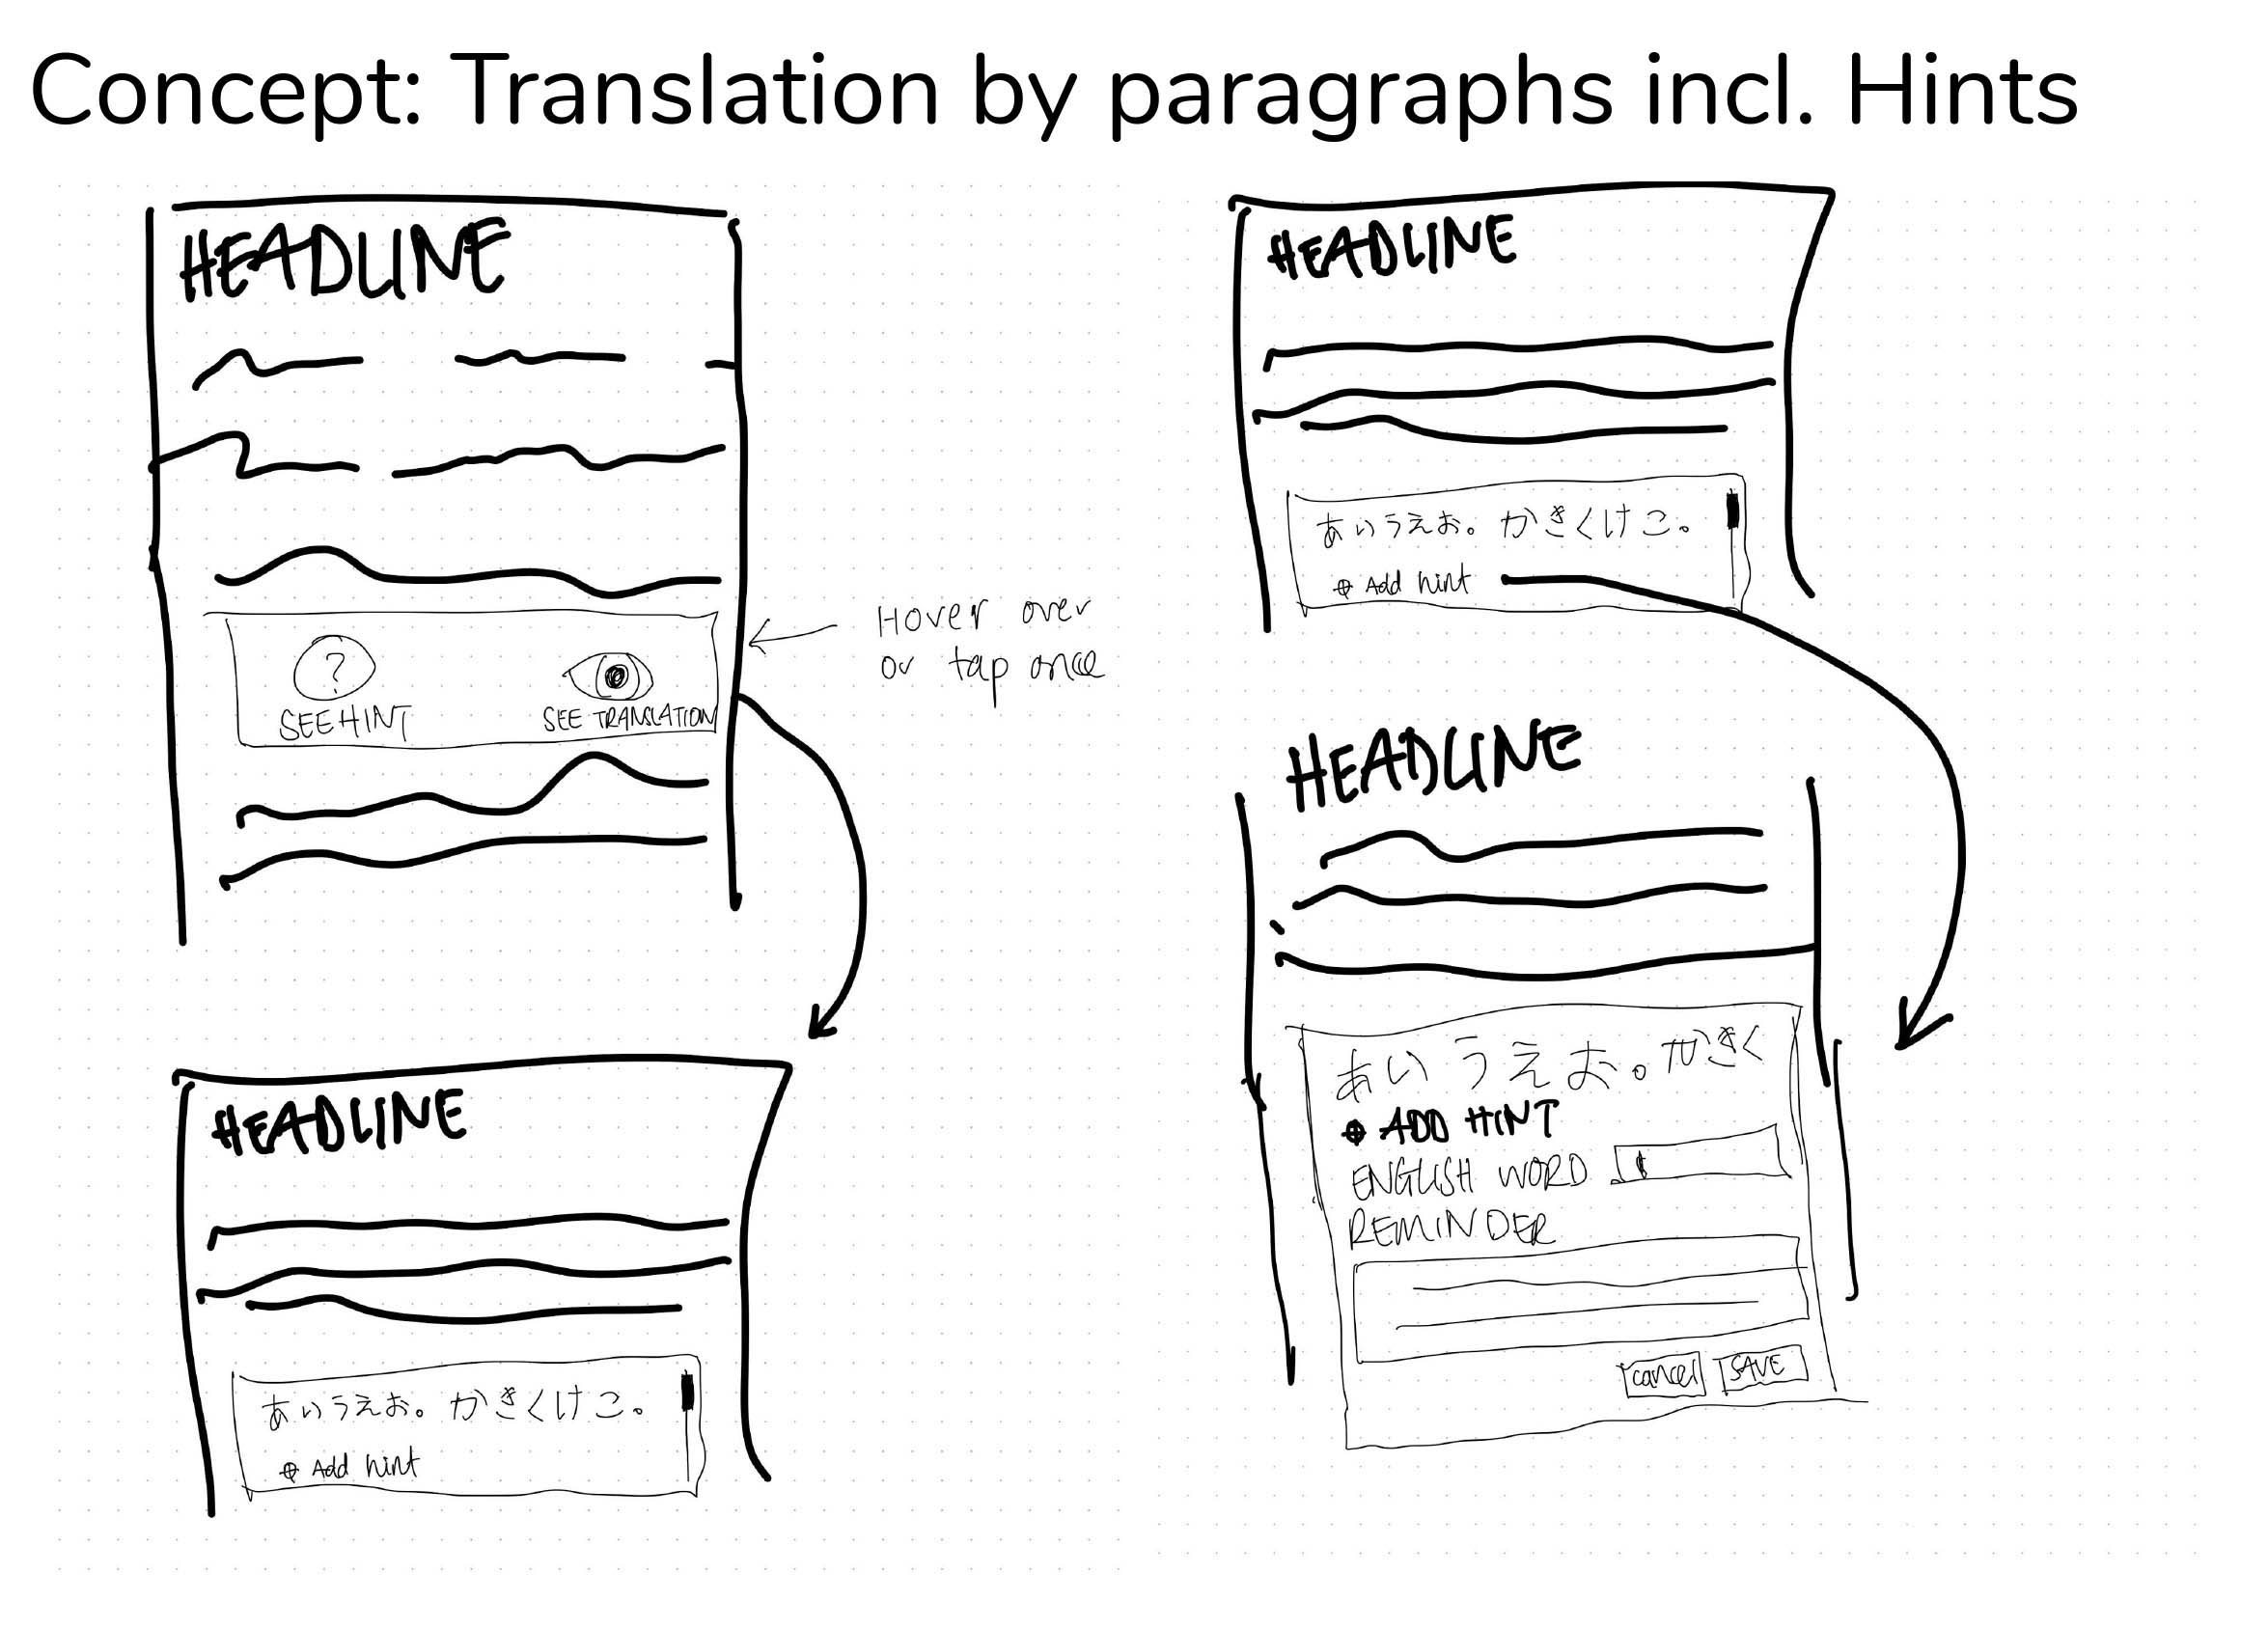 Concept: Translation by paragraphs incl. Hints
HEADLINE
?
SEE HINT
SEE TRANSLATION
Hover over
or tap once
HEADLINE
あいうえお。かきくけこ。
Add hint
HEADLINE
あいうえお。かきくけこ。
Add hint
HEADLINE
あいうえお。かきく
ADD HINT
ENGLISH WORD
REMINDER
cancel
SAVE